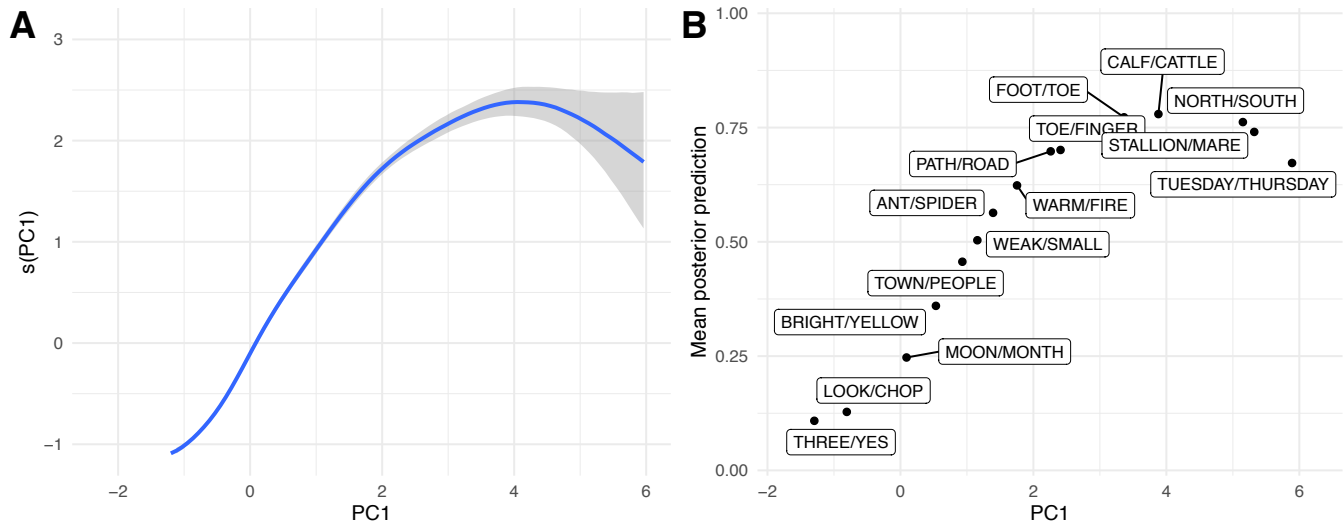 A
3
2
1
0
−1
s(PC1)
−2
0
2
4
6
PC1
B
1.00
0.75
0.50
0.25
0.00
Mean posterior prediction
CALF/CATTLE
FOOT/TOE
NORTH/SOUTH
TOE/FINGER
STALLION/MARE
PATH/ROAD
TUESDAY/THURSDAY
ANT/SPIDER
WARM/FIRE
WEAK/SMALL
TOWN/PEOPLE
BRIGHT/YELLOW
MOON/MONTH
LOOK/CHOP
THREE/YES
−2
0
2
4
6
PC1